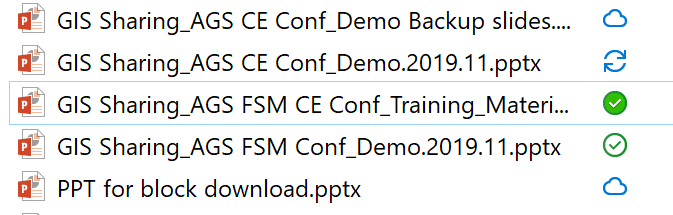 GIS Sharing_AGS CE Conf_Demo Backup slides....
GIS Sharing_AGS CE Conf_Demo.2019.11.pptx
GIS Sharing_AGS FSM CE Conf_Training_Materi...
GIS Sharing_AGS FSM Conf_Demo.2019.11.pptx
PPT for block download.pptx